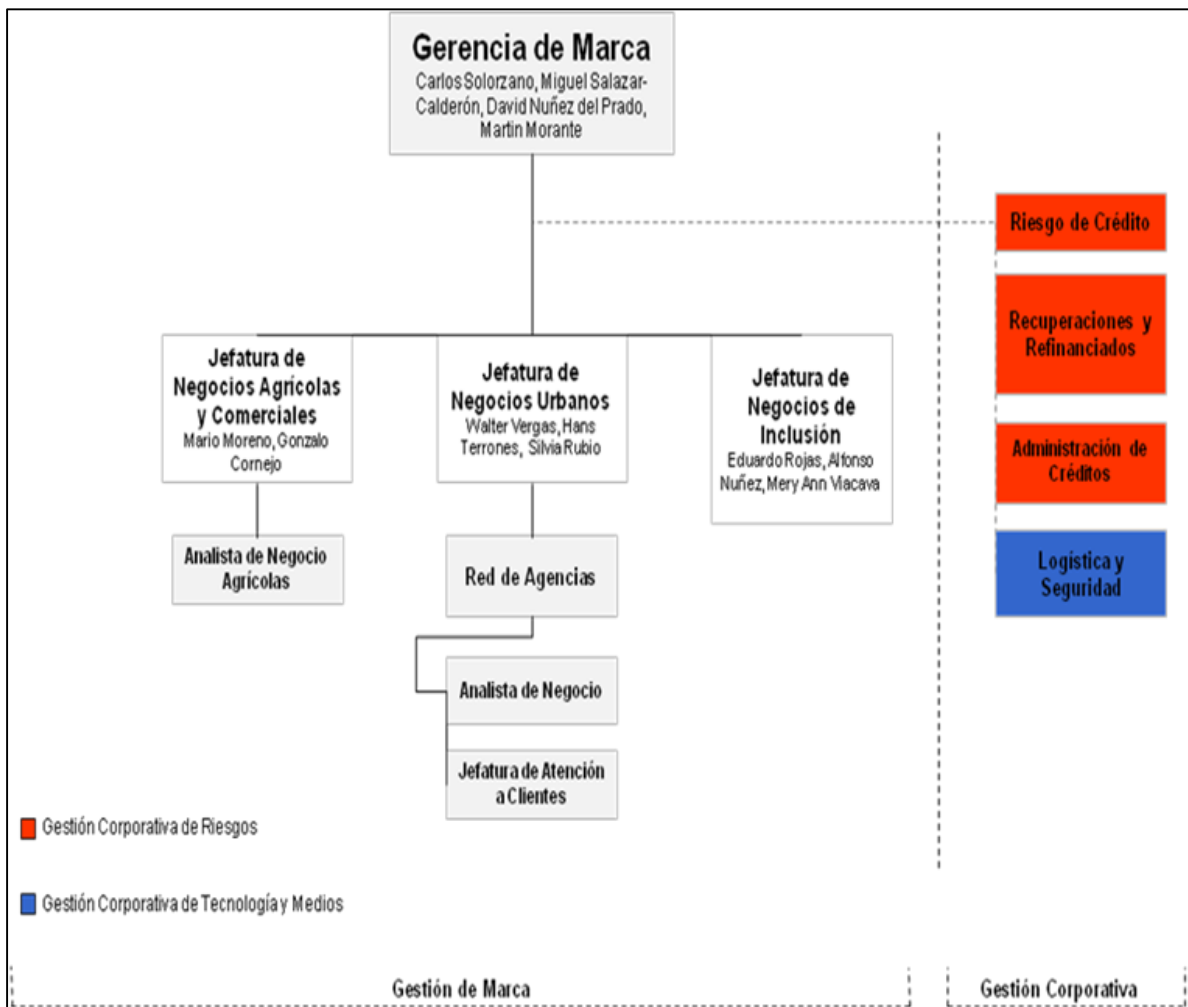 Gerencia de Marca
Carlos Solorzano, Miguel Salazar-
Calderón, David Nuñez del Prado,
Martin Morante
Riesgo de Crédito
Recuperaciones y
Refinanciados
Administración de
Créditos
Logística y
Seguridad
Jefatura de
Negocios Agrícolas
y Comerciales
Mario Moreno, Gonzalo
Cornejo
Jefatura de
Negocios Urbanos
Walter Vergas, Hans
Terrones, Silvia Rubio
Jefatura de
Negocios de
Inclusión
Eduardo Rojas, Alfonso
Nuñez, Mery Ann Viacava
Analista de Negocio
Agrícolas
Red de Agencias
Analista de Negocio
Jefatura de Atención
a Clientes
Gestión Corporativa de Riesgos
Gestión Corporativa de Tecnología y Medios
Gestión de Marca
Gestión Corporativa